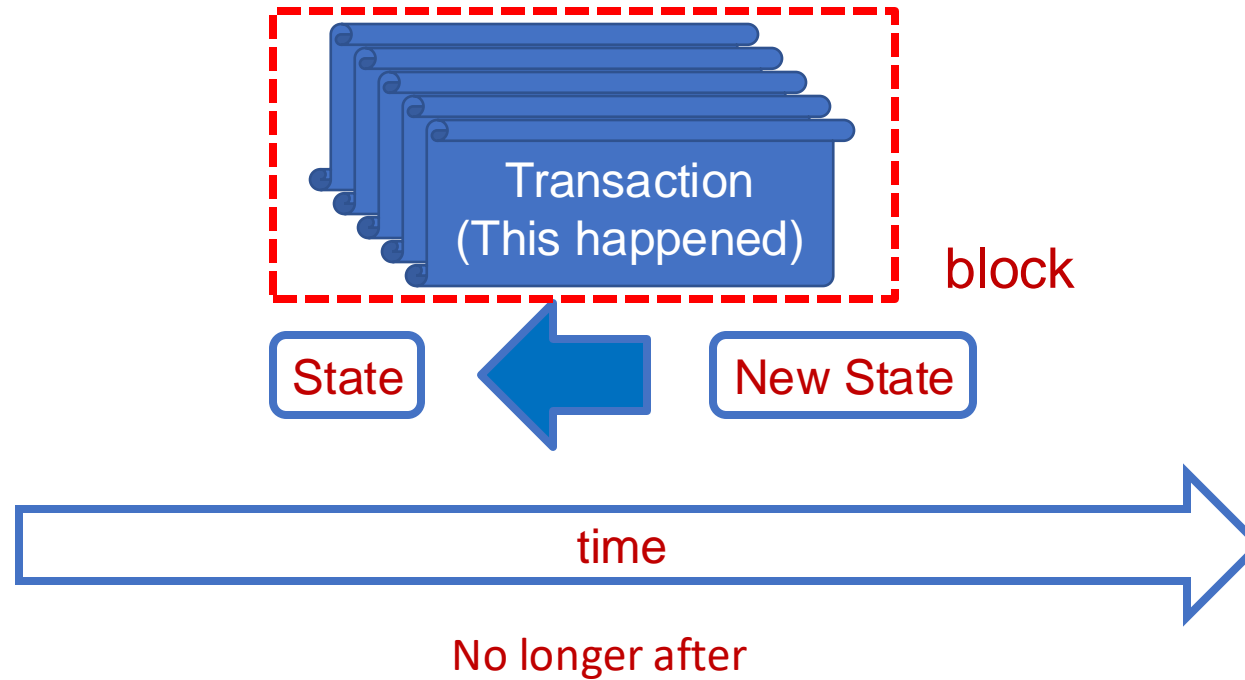 Transaction
(This happened)
block
State
New State
time
No longer after